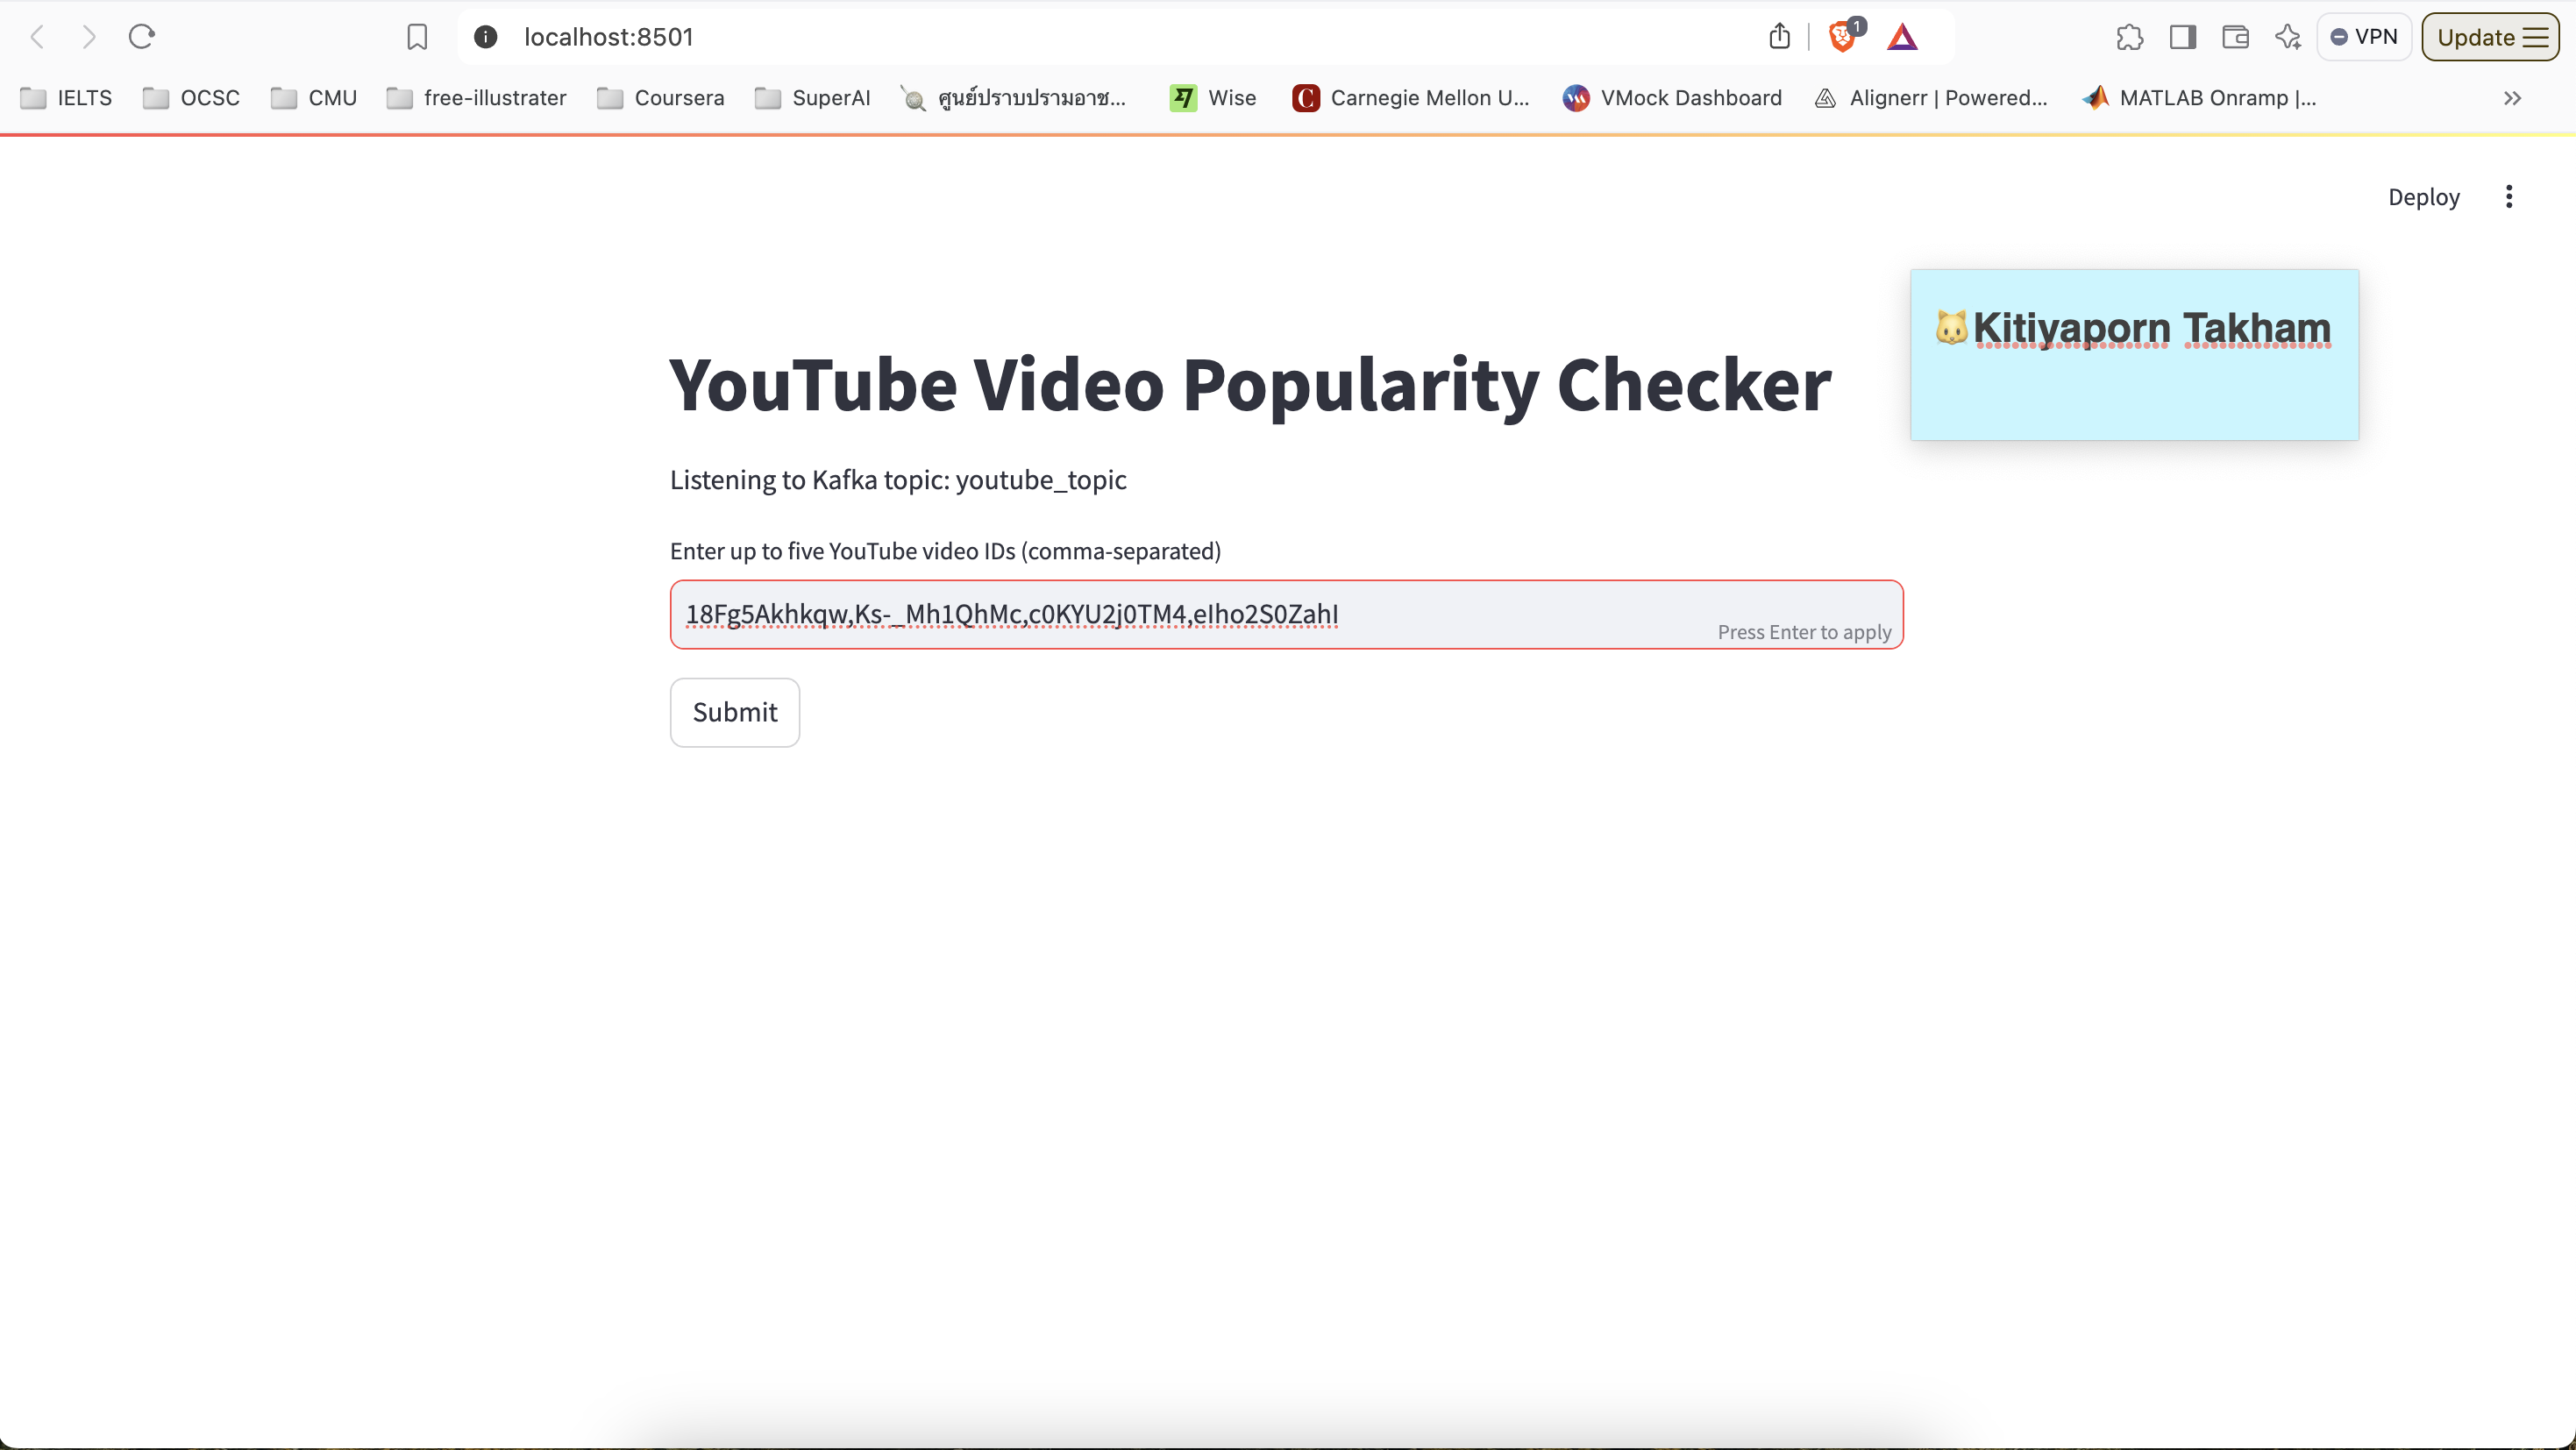 localhost:8501
1
VPN
Update
IELTS
OCSC
CMU
free-illustrater
Coursera
SuperAI
ศูนย์ปราบปรามอาช...
Wise
Carnegie Mellon U...
VMock Dashboard
Alignerr | Powered...
MATLAB Onramp |...
Deploy
🐱Kitiyaporn Takham
YouTube Video Popularity Checker
Listening to Kafka topic: youtube_topic
Enter up to five YouTube video IDs (comma-separated)
18Fg5Akhkqw,Ks-_Mh1QhMc,c0KYU2j0TM4,eIho2S0ZahI
Press Enter to apply
Submit